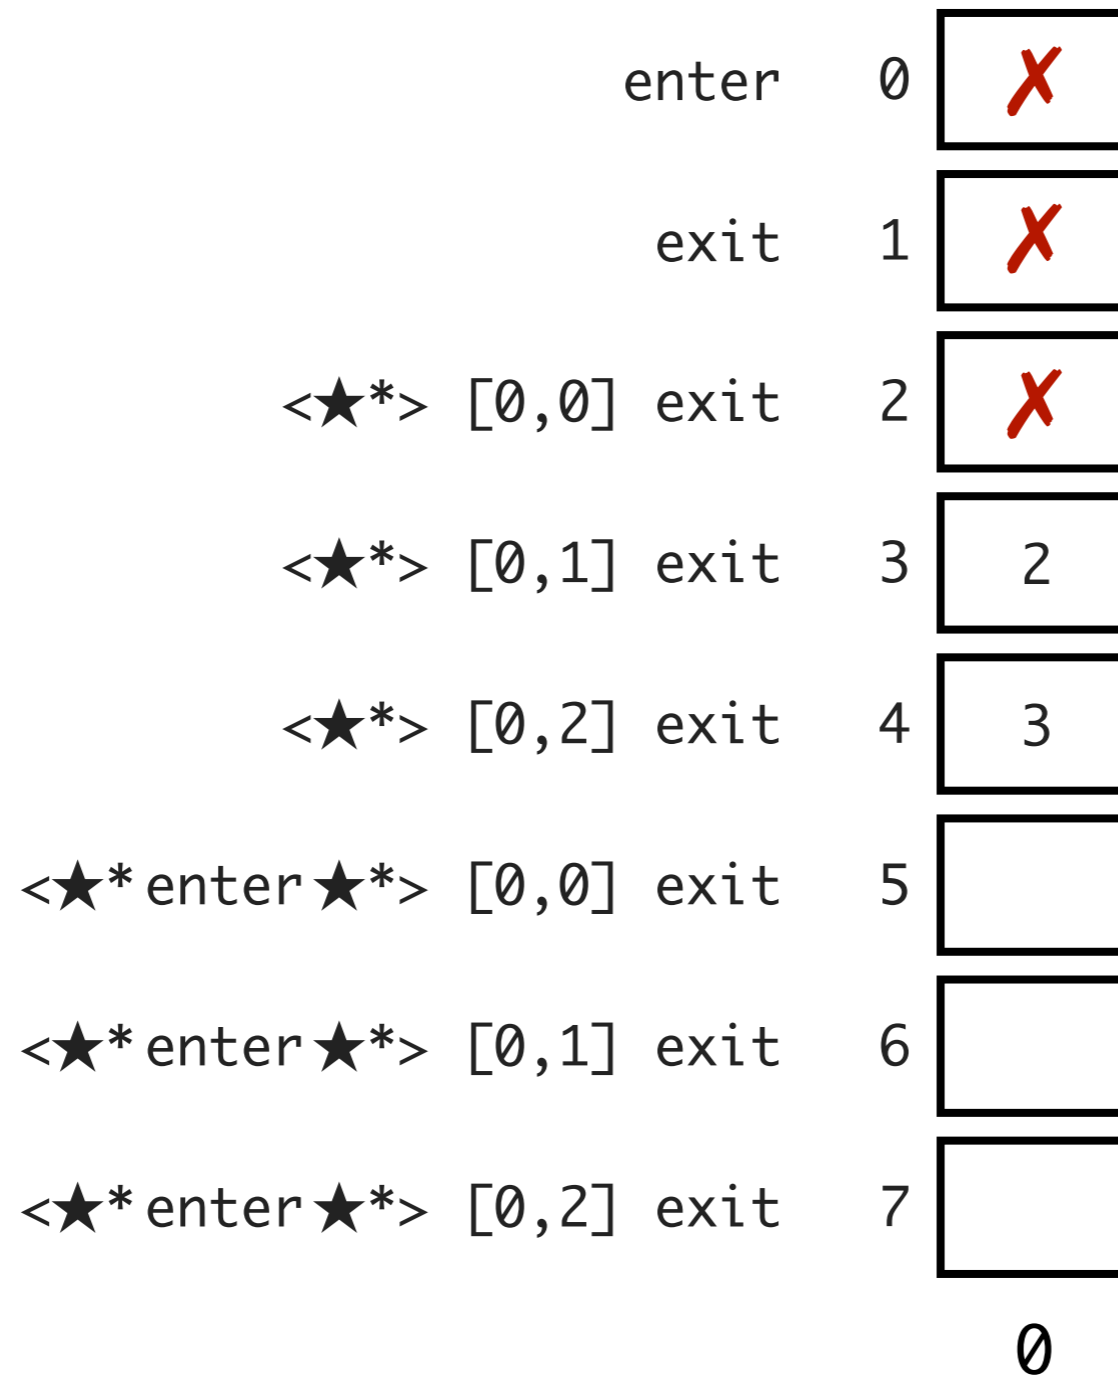 enter 0 ✗
exit 1 ✗
<★*> [0,0] exit 2 ✗
<★*> [0,1] exit 3 2
<★*> [0,2] exit 4 3
<★*enter★*> [0,0] exit 5
<★*enter★*> [0,1] exit 6
<★*enter★*> [0,2] exit 7
0